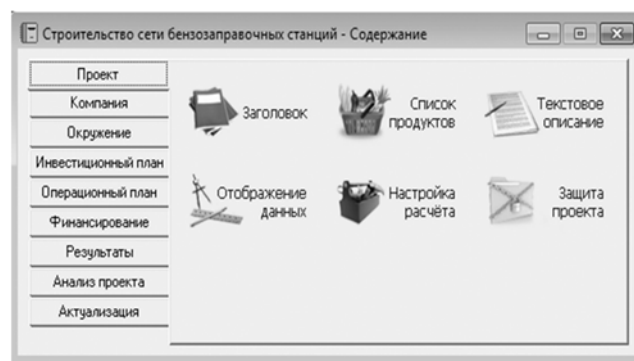 Строительство сети бензозаправочных станций - Содержание
Проект
Компания
Окружение
Инвестиционный план
Операционный план
Финансирование
Результаты
Анализ проекта
Актуализация
Заголовок
Список
продуктов
Текстовое
описание
Отображение
данных
Настройка
расчёта
Защита
проекта